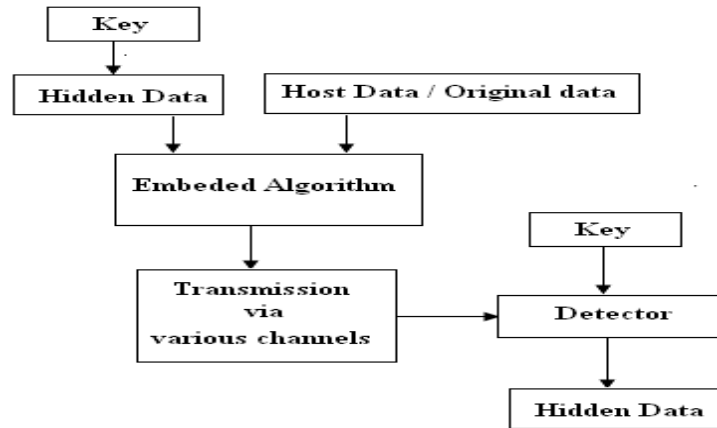 Key
Hidden Data
Host Data / Original data
Embeded Algorithm
Key
Transmission
via
various channels
Detector
Hidden Data